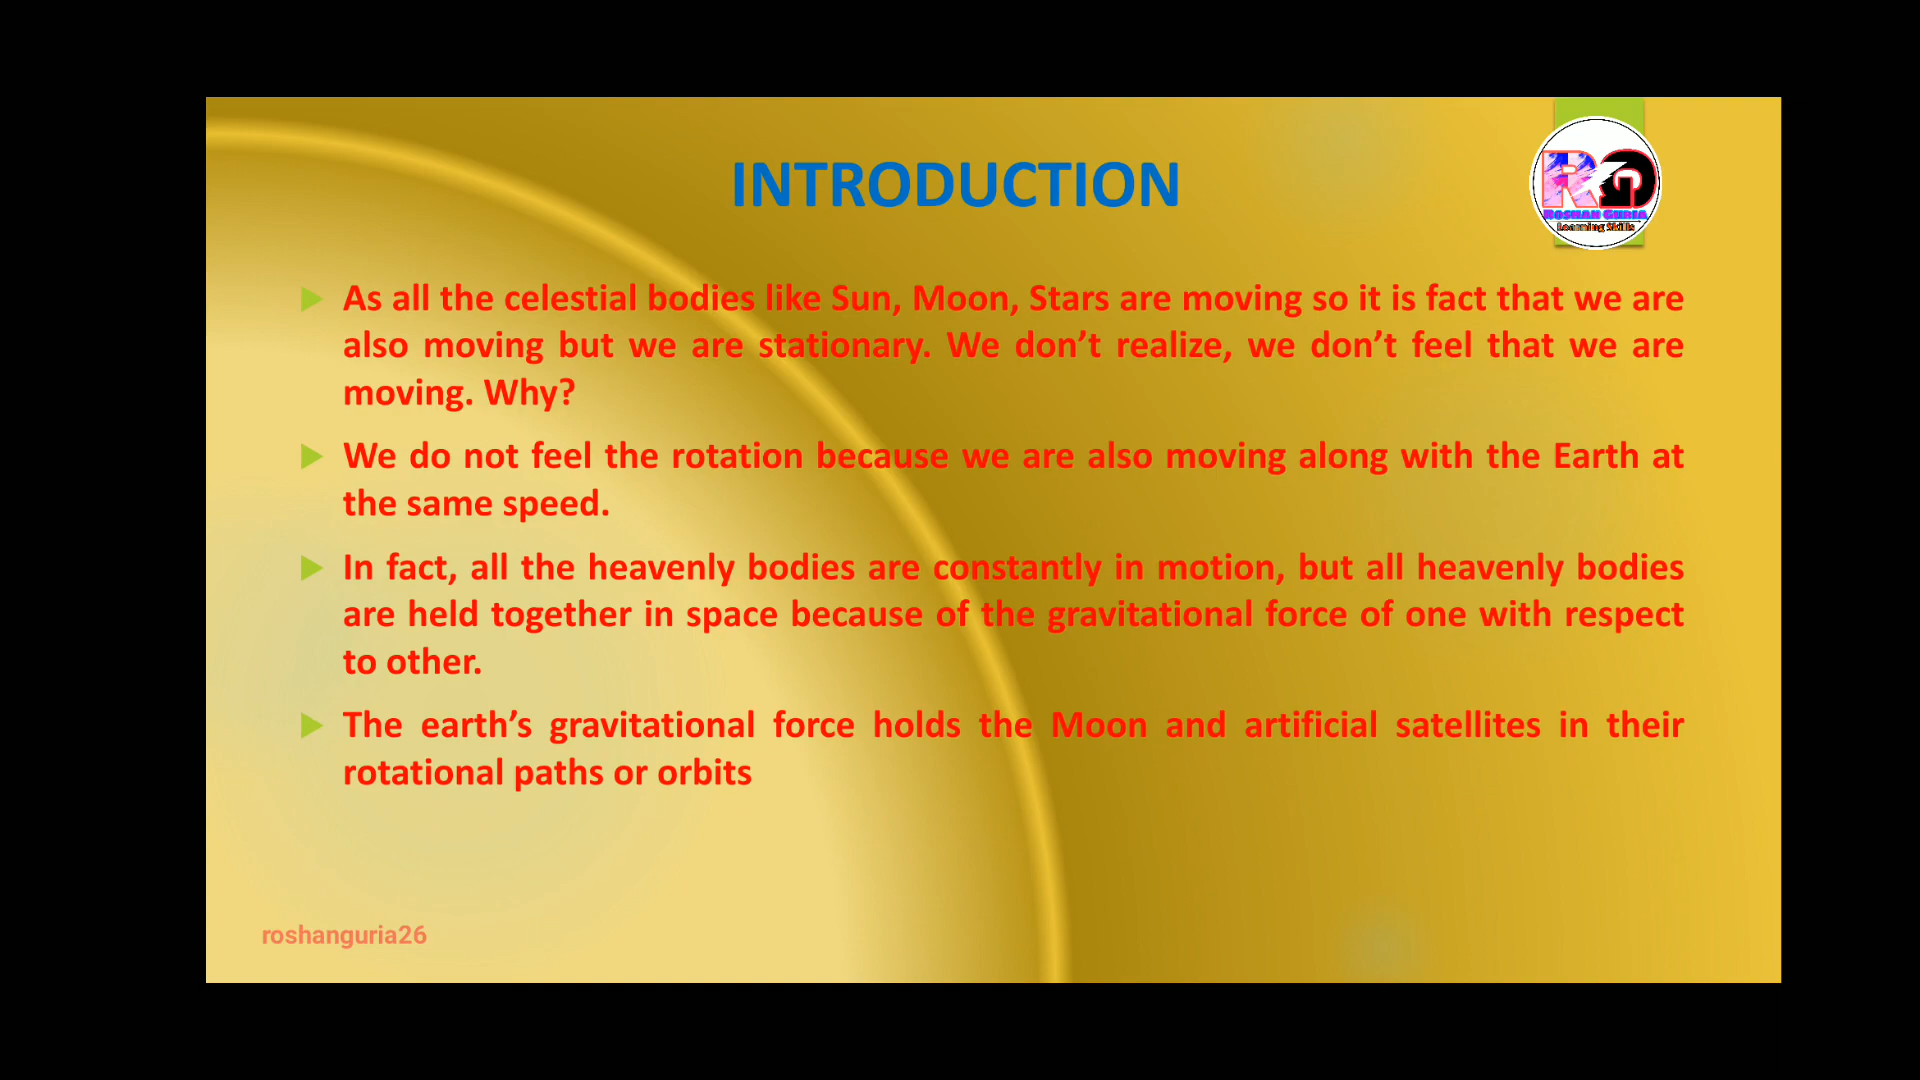 INTRODUCTION
RG
Roshan Guria
Learning Skills
As all the celestial bodies like Sun, Moon, Stars are moving so it is fact that we are
also moving but we are stationary. We don’t realize, we don’t feel that we are
moving. Why?
We do not feel the rotation because we are also moving along with the Earth at
the same speed.
In fact, all the heavenly bodies are constantly in motion, but all heavenly bodies
are held together in space because of the gravitational force of one with respect
to other.
The earth’s gravitational force holds the Moon and artificial satellites in their
rotational paths or orbits
roshanguria26